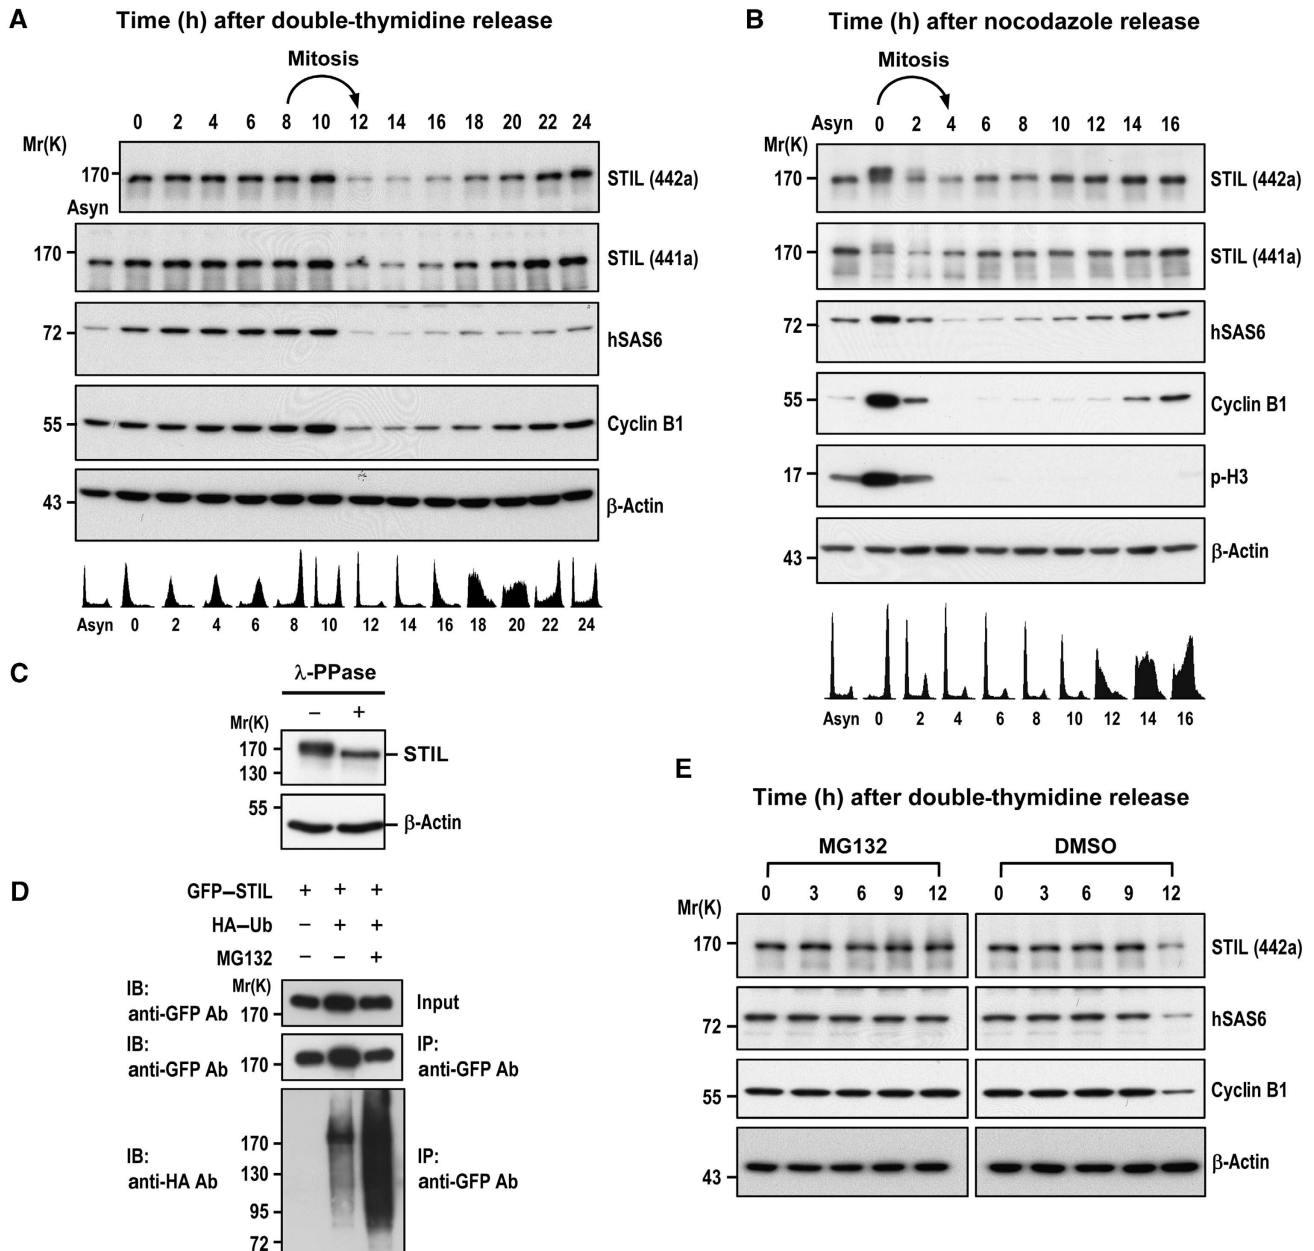 A
Time (h) after double-thymidine release
Mitosis
0 2 4 6 8 10 12 14 16 18 20 22 24
Mr(K)
170
STIL (442a)
Asyn
170
STIL (441a)
72
hSAS6
55
Cyclin B1
43
β-Actin
Asyn 0 2 4 6 8 10 12 14 16 18 20 22 24
B
Time (h) after nocodazole release
Mitosis
Asyn 0 2 4 6 8 10 12 14 16
Mr(K)
170
STIL (442a)
170
STIL (441a)
72
hSAS6
55
Cyclin B1
17
p-H3
43
β-Actin
Asyn 0 2 4 6 8 10 12 14 16
C
λ-PPase
– +
Mr(K)
170
STIL
130
55
β-Actin
D
GFP–STIL + + +
HA–Ub – + +
MG132 – – +
IB:
anti-GFP Ab
Mr(K)
170
Input
IB:
anti-GFP Ab
170
IP:
anti-GFP Ab
IB:
anti-HA Ab
170
130
95
72
IP:
anti-GFP Ab
E
Time (h) after double-thymidine release
MG132 DMSO
0 3 6 9 12 0 3 6 9 12
Mr(K)
170
STIL (442a)
72
hSAS6
55
Cyclin B1
43
β-Actin